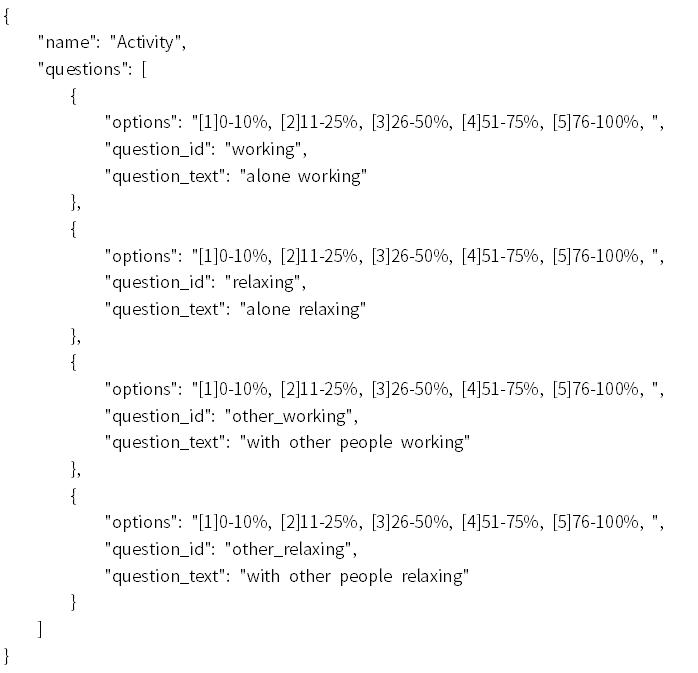 {
"name": "Activity",
"questions": [
{
"options": "[1]0-10%, [2]11-25%, [3]26-50%, [4]51-75%, [5]76-100%, ",
"question_id": "working",
"question_text": "alone working"
},
{
"options": "[1]0-10%, [2]11-25%, [3]26-50%, [4]51-75%, [5]76-100%, ",
"question_id": "relaxing",
"question_text": "alone relaxing"
},
{
"options": "[1]0-10%, [2]11-25%, [3]26-50%, [4]51-75%, [5]76-100%, ",
"question_id": "other_working",
"question_text": "with other people working"
},
{
"options": "[1]0-10%, [2]11-25%, [3]26-50%, [4]51-75%, [5]76-100%, ",
"question_id": "other_relaxing",
"question_text": "with other people relaxing"
}
]
}